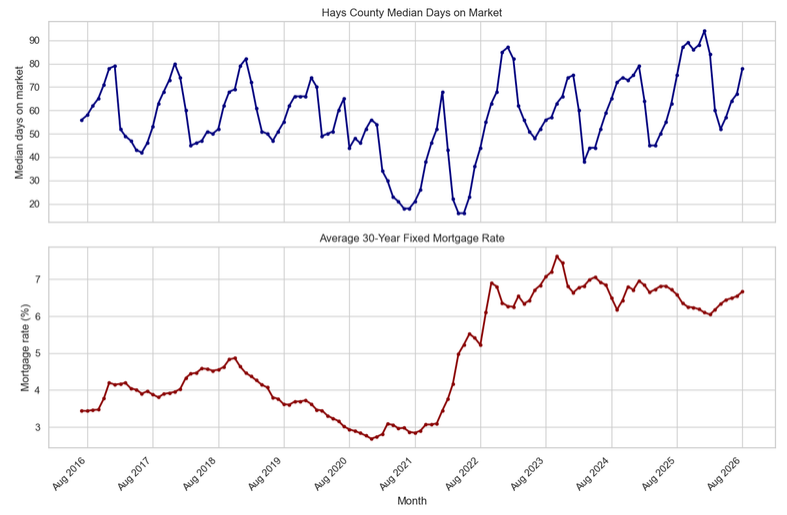 Hays County Median Days on Market
Median days on market
90
80
70
60
50
40
30
20
Average 30-Year Fixed Mortgage Rate
Mortgage rate (%)
7
6
5
4
3
Aug 2016
Aug 2017
Aug 2018
Aug 2019
Aug 2020
Aug 2021
Aug 2022
Aug 2023
Aug 2024
Aug 2025
Aug 2026
Month